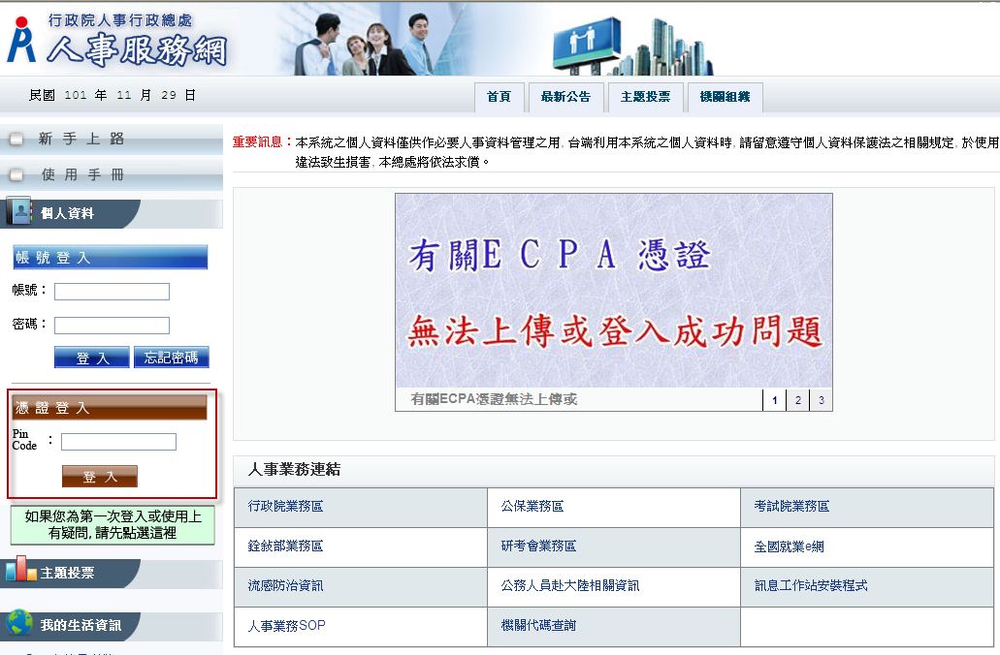 行政院人事行政總處
人事服務網
民國 101 年 11 月 29 日
首頁 最新公告 主題投票 機關組織
新手上路
使用手冊
個人資料
帳號登入
帳號：
密碼：
登入 忘記密碼
憑證登入
Pin
Code ：
登入
如果您為第一次登入或使用上
有疑問, 請先點選這裡
主題投票
我的生活資訊
重要訊息：本系統之個人資料僅供作必要人事資料管理之用, 台端利用本系統之個人資料時, 請留意遵守個人資料保護法之相關規定, 於使用
違法致生損害, 本總處將依法求償。
有關ECPA 憑證
無法上傳或登入成功問題
有關ECPA憑證無法上傳或
1 2 3
人事業務連結
行政院業務區 公保業務區 考試院業務區
銓敘部業務區 研考會業務區 全國就業e網
流感防治資訊 公務人員赴大陸相關資訊 訊息工作站安裝程式
人事業務SOP 機關代碼查詢